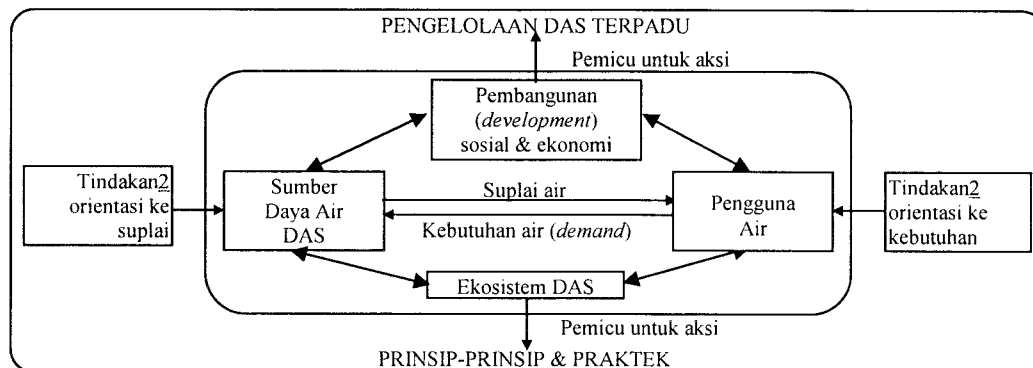 PENGELOLAAN DAS TERPADU
Pemicu untuk aksi
Pembangunan
(development)
sosial & ekonomi
Tindakan2
orientasi ke
suplai
Sumber
Daya Air
DAS
Suplai air
Kebutuhan air (demand)
Pengguna
Air
Tindakan2
orientasi ke
kebutuhan
Ekosistem DAS
Pemicu untuk aksi
PRINSIP-PRINSIP & PRAKTEK